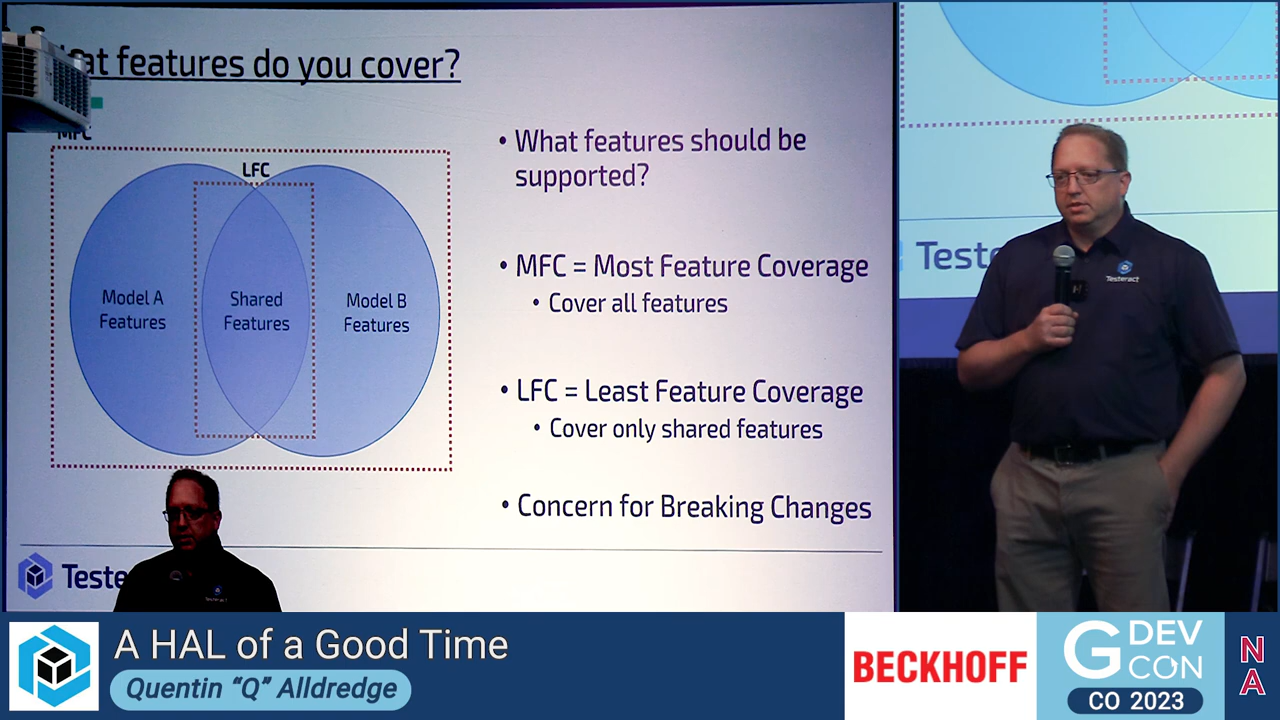 at features do you cover?
MFC
LFC
Model A
Features
Shared
Features
Model B
Features
• What features should be
supported?
• MFC = Most Feature Coverage
• Cover all features
• LFC = Least Feature Coverage
• Cover only shared features
• Concern for Breaking Changes
Teste
Teste
Testeract
A HAL of a Good Time
Quentin “Q” Alldredge
BECKHOFF
G DEV CON
CO 2023
NA